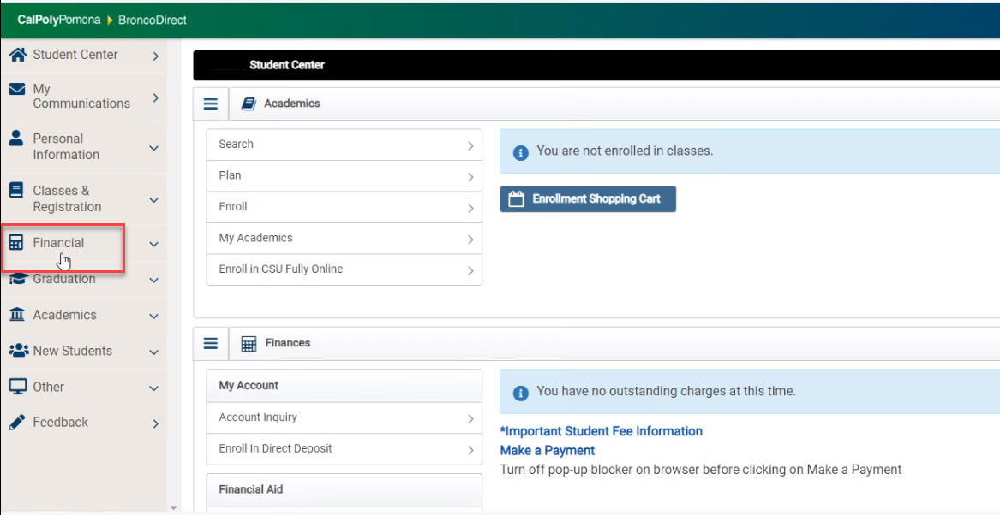 CalPolyPomona BroncoDirect
Student Center
My
Communications
Personal
Information
Classes &
Registration
Financial
Graduation
Academics
New Students
Other
Feedback
Student Center
Academics
Search
Plan
Enroll
My Academics
Enroll in CSU Fully Online
You are not enrolled in classes.
Enrollment Shopping Cart
Finances
My Account
Account Inquiry
Enroll In Direct Deposit
Financial Aid
You have no outstanding charges at this time.
*Important Student Fee Information
Make a Payment
Turn off pop-up blocker on browser before clicking on Make a Payment